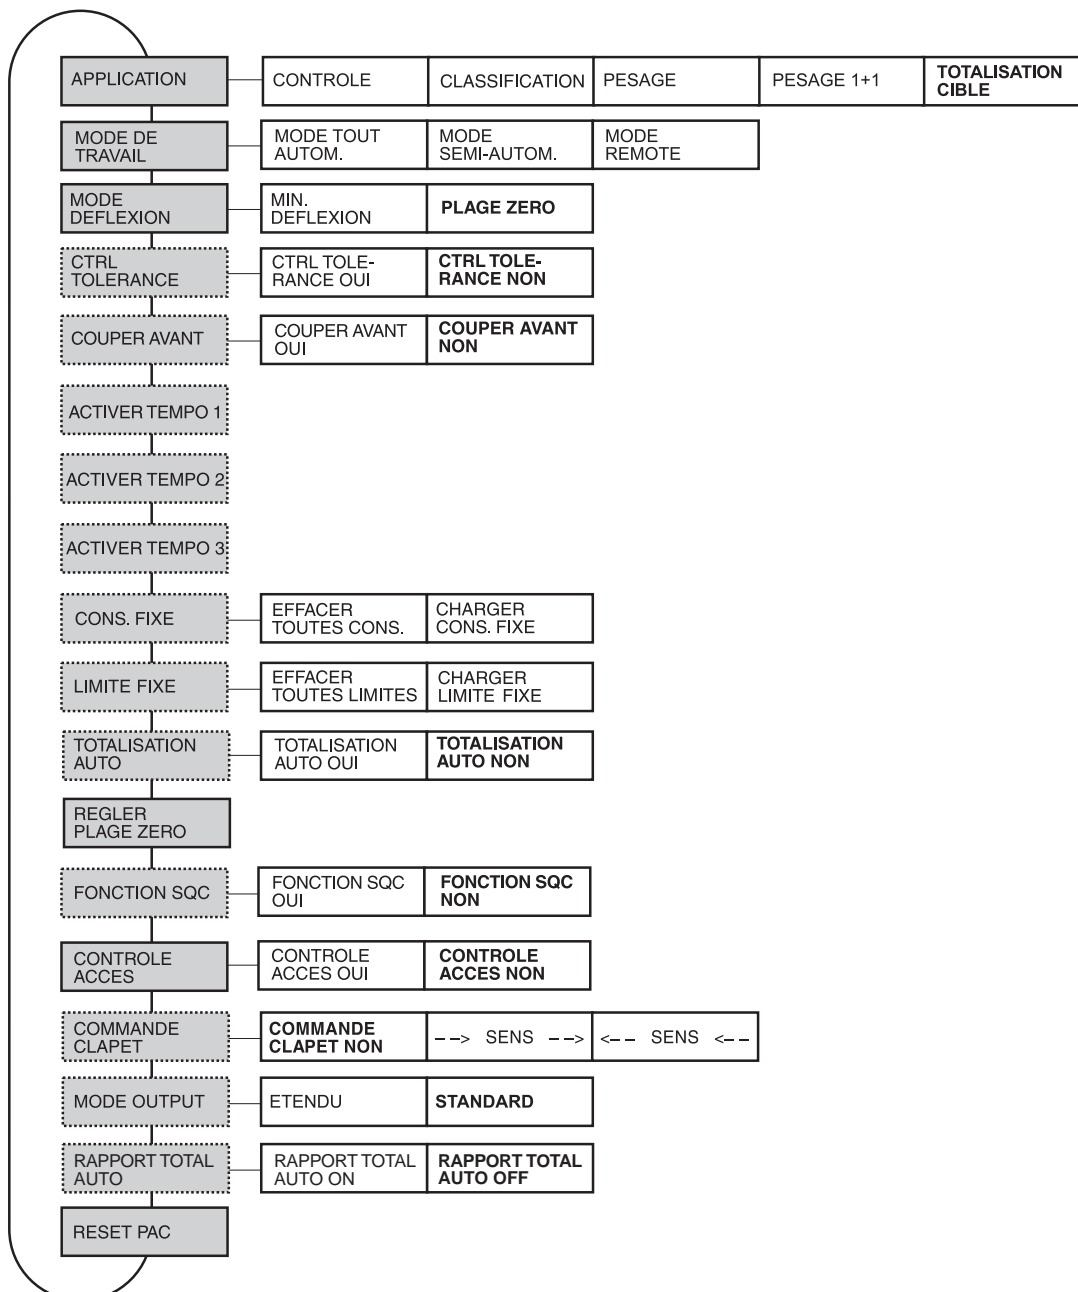 APPLICATION
CONTROLE
CLASSIFICATION
PESAGE
PESAGE 1+1
TOTALISATION
CIBLE
MODE DE
TRAVAIL
MODE TOUT
AUTOM.
MODE
SEMI-AUTOM.
MODE
REMOTE
MODE
DEFLEXION
MIN.
DEFLEXION
PLAGE ZERO
CTRL
TOLERANCE
CTRL TOLE-
RANCE OUI
CTRL TOLE-
RANCE NON
COUPER AVANT
COUPER AVANT
OUI
COUPER AVANT
NON
ACTIVER TEMPO 1
ACTIVER TEMPO 2
ACTIVER TEMPO 3
CONS. FIXE
EFFACER
TOUTES CONS.
CHARGER
CONS. FIXE
LIMITE FIXE
EFFACER
TOUTES LIMITES
CHARGER
LIMITE FIXE
TOTALISATION
AUTO
TOTALISATION
AUTO OUI
TOTALISATION
AUTO NON
REGLER
PLAGE ZERO
FONCTION SQC
FONCTION SQC
OUI
FONCTION SQC
NON
CONTROLE
ACCES
CONTROLE
ACCES OUI
CONTROLE
ACCES NON
COMMANDE
CLAPET
COMMANDE
CLAPET NON
– –> SENS – –>
<– – SENS <– –
MODE OUTPUT
ETENDU
STANDARD
RAPPORT TOTAL
AUTO
RAPPORT TOTAL
AUTO ON
RAPPORT TOTAL
AUTO OFF
RESET PAC